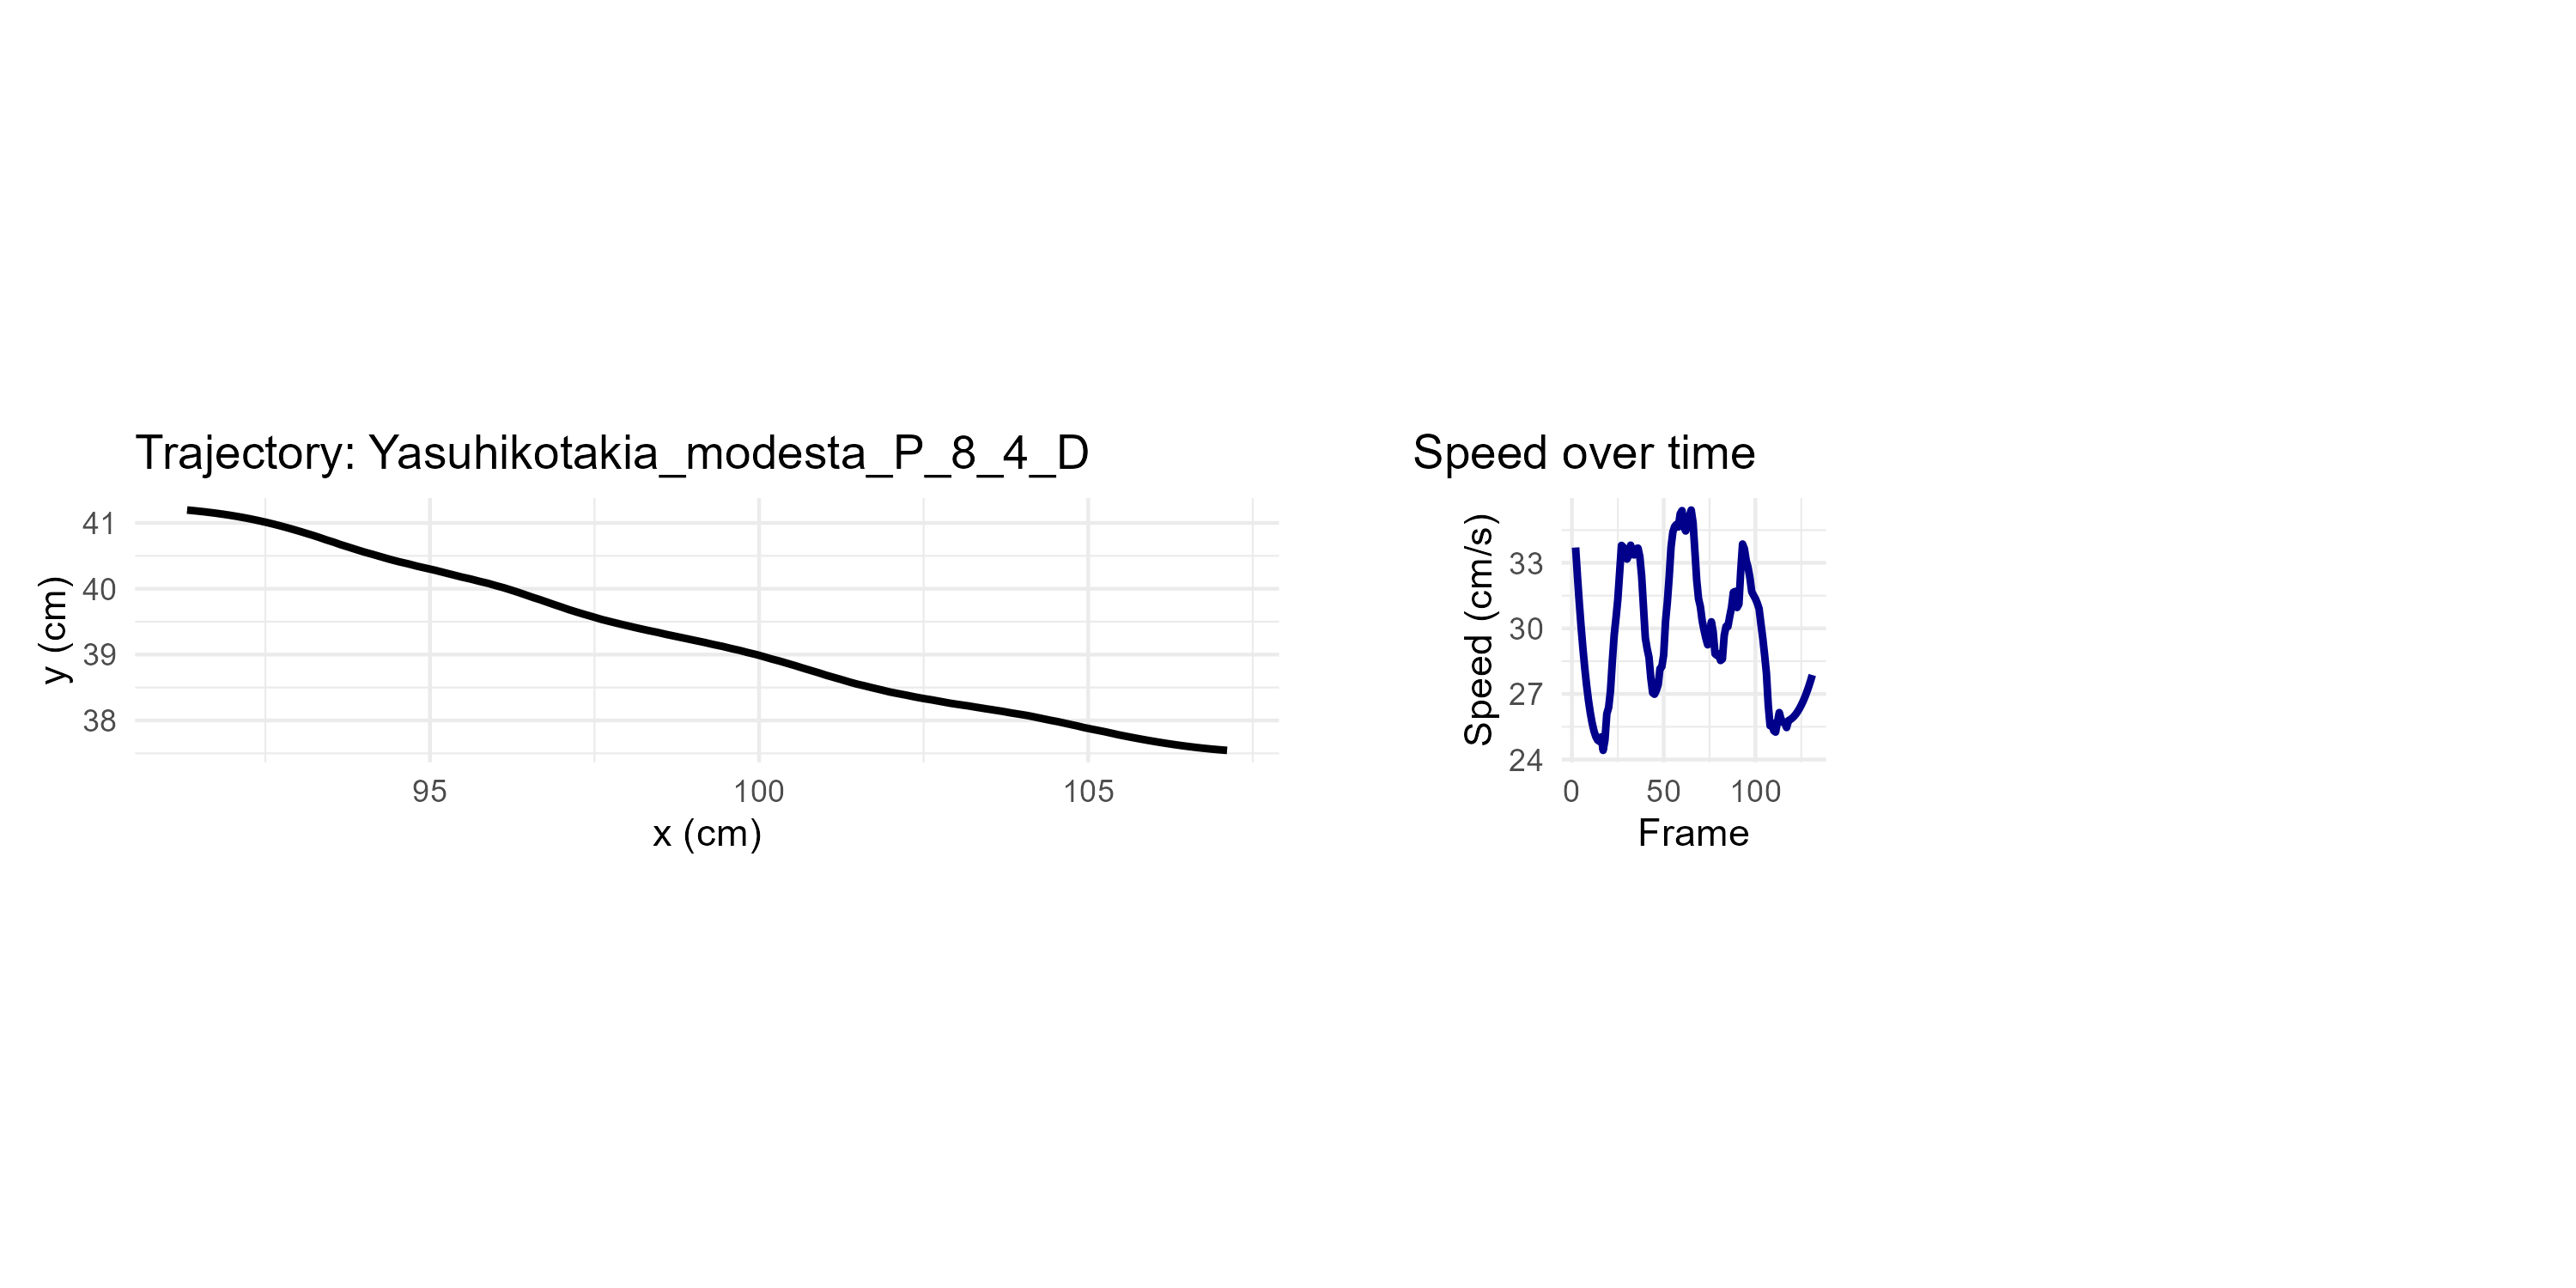 Trajectory: Yasuhikotakia_modesta_P_8_4_D
41
40
39
38
y (cm)
95 100 105
x (cm)
Speed over time
33
30
27
24
Speed (cm/s)
0 50 100
Frame